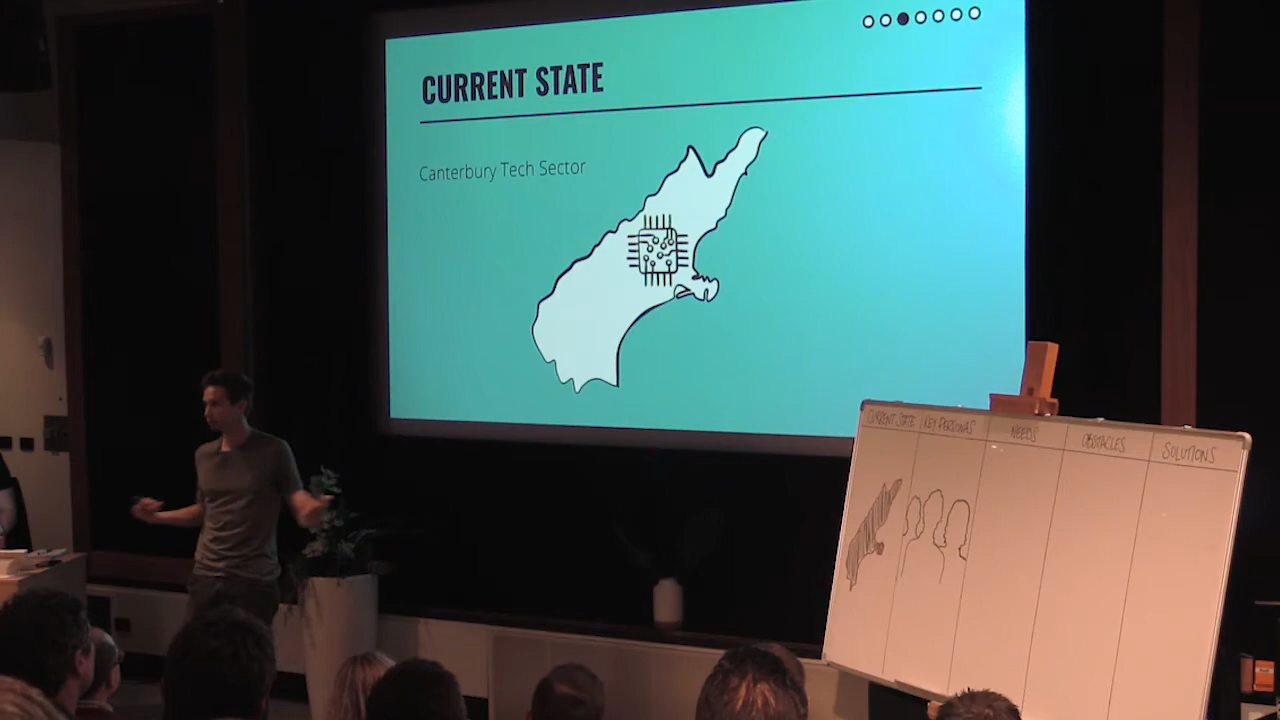 CURRENT STATE
Canterbury Tech Sector
CURRENT STATE | KEY PERSONAS | NEEDS | OBSTACLES | SOLUTIONS